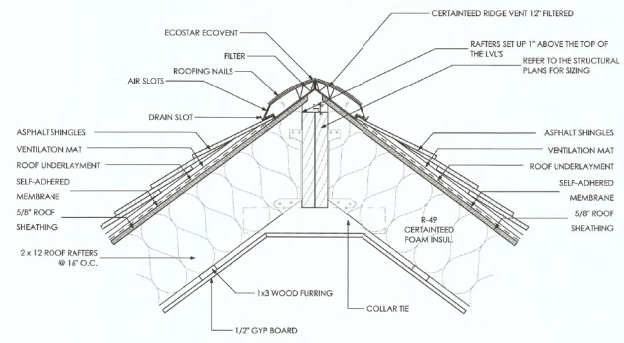 CERTAINTEED RIDGE VENT 12" FILTERED
ECOSTAR ECOVENT
FILTER
ROOFING NAILS
AIR SLOTS
DRAIN SLOT
RAFTERS SET UP 1" ABOVE THE TOP OF
THE LVL'S
REFER TO THE STRUCTURAL
PLANS FOR SIZING
ASPHALT SHINGLES
VENTILATON MAT
ROOF UNDERLAYMENT
SELF-ADHERED
MEMBRANE
5/8" ROOF
SHEATHING
ASPHALT SHINGLES
VENTILATION MAT
ROOF UNDERLAYMENT
SELF-ADHERED
MEMBRANE
5/8" ROOF
SHEATHING
R-49
CERTAINTEED
FOAM INSUL.
2 x 12 ROOF RAFTERS
@ 16" O.C.
1x3 WOOD FURRING
COLLAR TIE
1/2" GYP BOARD